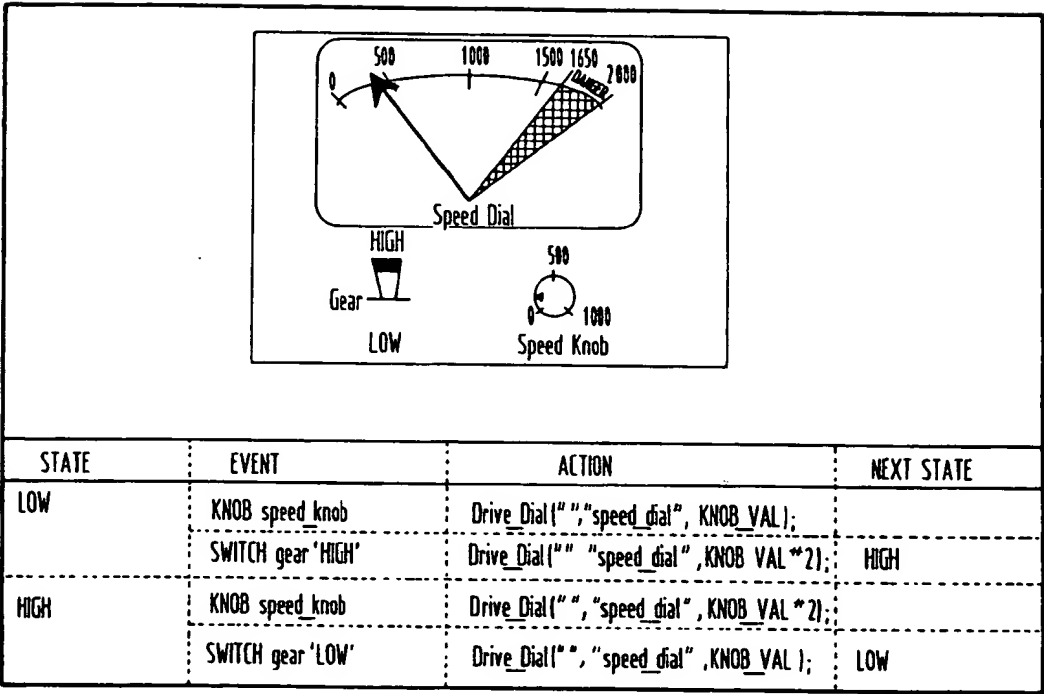 0 500 1000 1500 1650 2000
DANGER
Speed Dial
HIGH
Gear
LOW
500
0 1000
Speed Knob
STATE EVENT ACTION NEXT STATE
LOW KNOB speed_knob Drive_Dial(" ","speed_dial", KNOB_VAL);
SWITCH gear 'HIGH' Drive_Dial("" "speed_dial" ,KNOB VAL *2); HIGH
HIGH KNOB speed_knob Drive_Dial(" ", "speed_dial" , KNOB_VAL *2);
SWITCH gear 'LOW' Drive_Dial(" ", "speed_dial" ,KNOB_VAL ); LOW